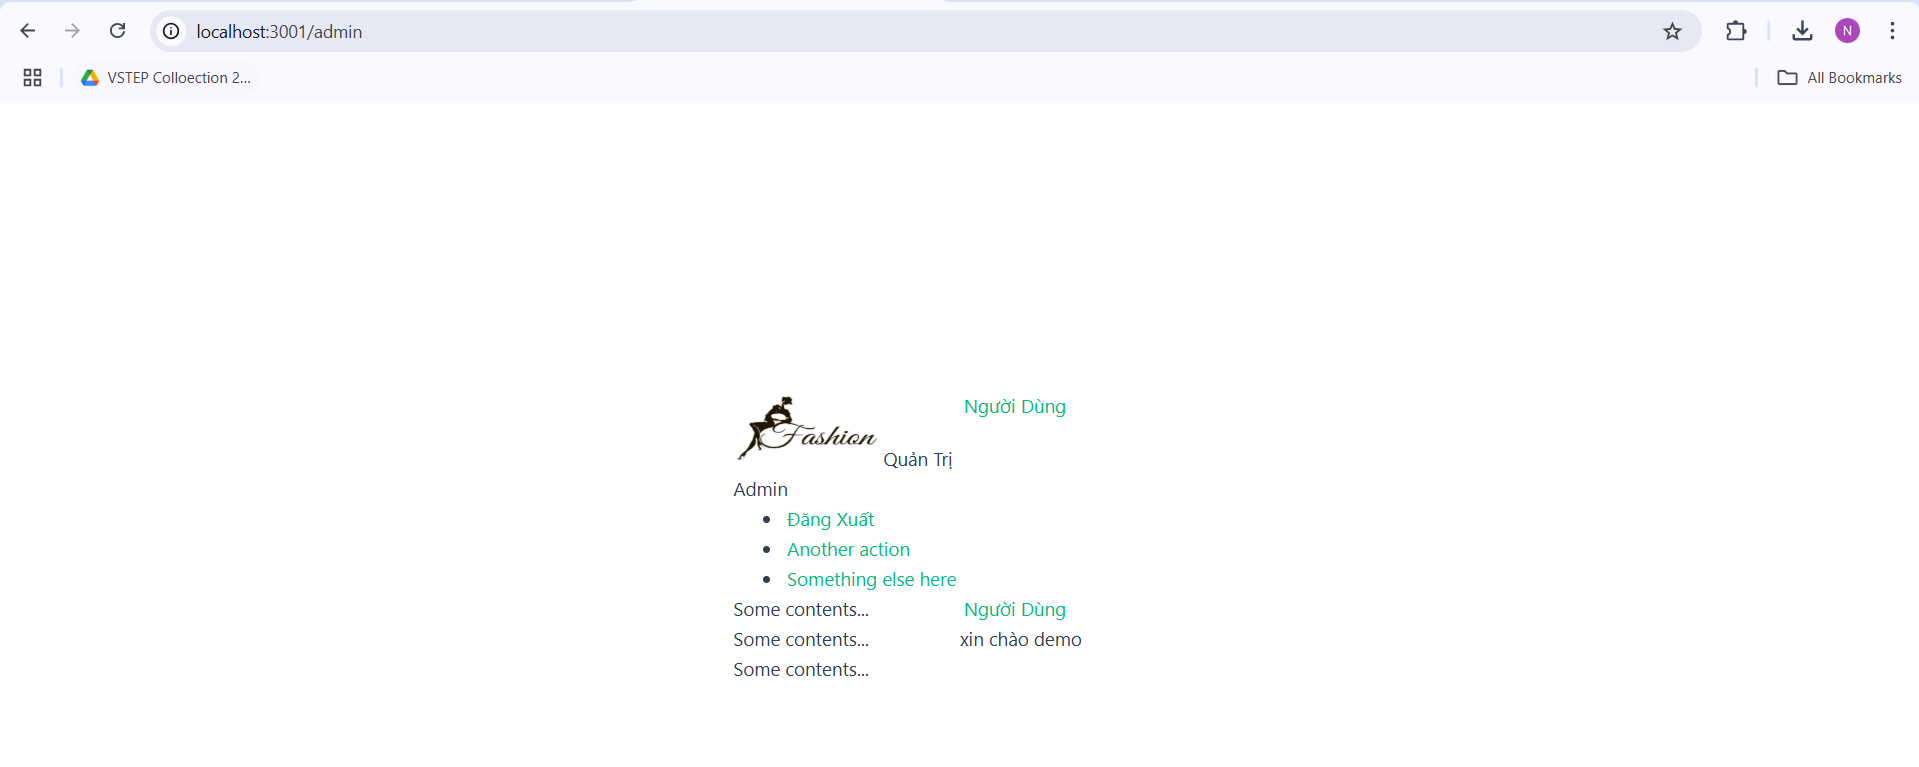 localhost:3001/admin
N
VSTEP Colloection 2...
All Bookmarks
Fashion
Quản Trị
Người Dùng
Admin
Đăng Xuất
Another action
Something else here
Some contents...
Người Dùng
Some contents...
xin chào demo
Some contents...